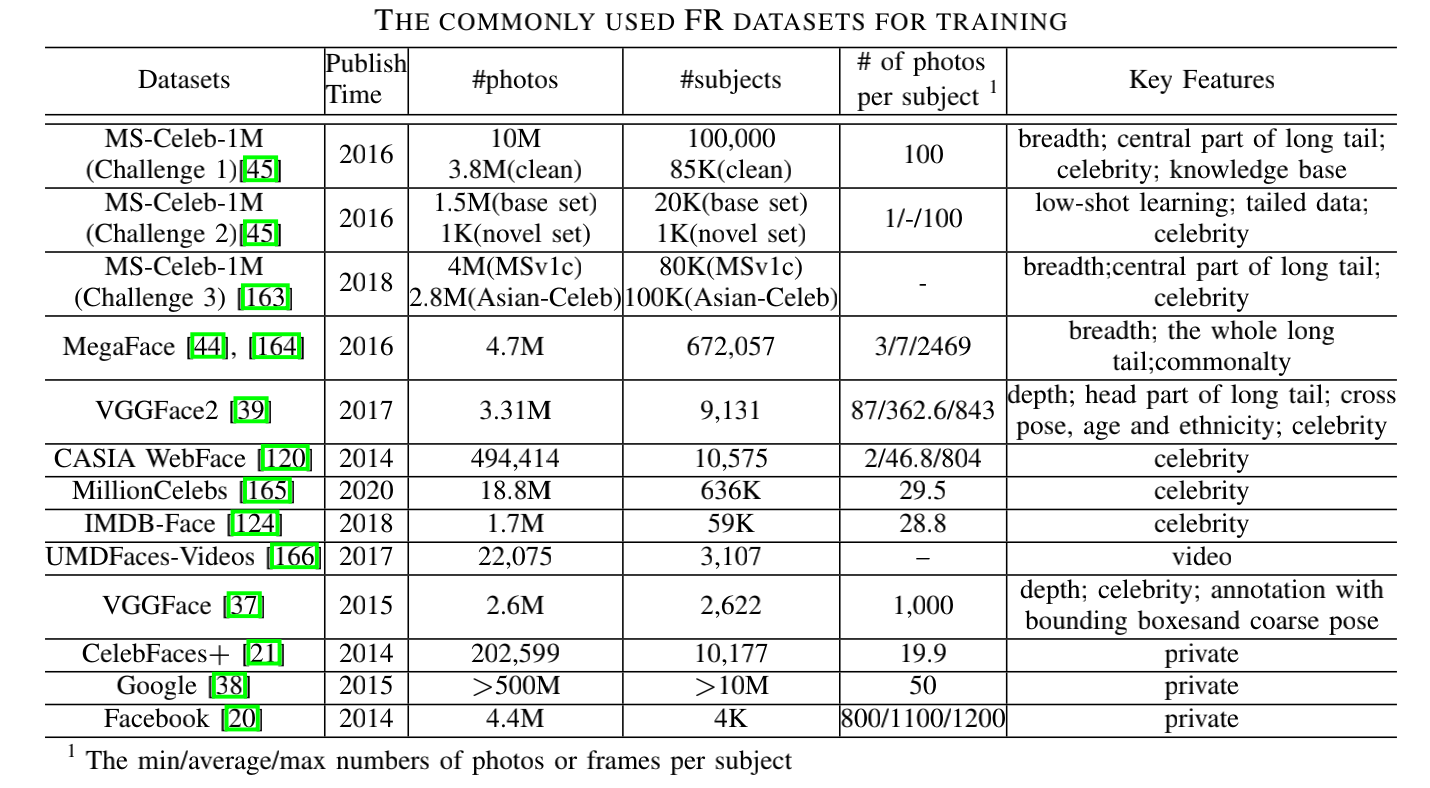 THE COMMONLY USED FR DATASETS FOR TRAINING
Datasets | Publish Time | #photos | #subjects | # of photos per subject 1 | Key Features
MS-Celeb-1M (Challenge 1)[45] | 2016 | 10M 3.8M(clean) | 100,000 85K(clean) | 100 | breadth; central part of long tail; celebrity; knowledge base
MS-Celeb-1M (Challenge 2)[45] | 2016 | 1.5M(base set) 1K(novel set) | 20K(base set) 1K(novel set) | 1/-/100 | low-shot learning; tailed data; celebrity
MS-Celeb-1M (Challenge 3) [163] | 2018 | 4M(MSv1c) 2.8M(Asian-Celeb) | 80K(MSv1c) 100K(Asian-Celeb) | - | breadth;central part of long tail; celebrity
MegaFace [44], [164] | 2016 | 4.7M | 672,057 | 3/7/2469 | breadth; the whole long tail;commonalty
VGGFace2 [39] | 2017 | 3.31M | 9,131 | 87/362.6/843 | depth; head part of long tail; cross pose, age and ethnicity; celebrity
CASIA WebFace [120] | 2014 | 494,414 | 10,575 | 2/46.8/804 | celebrity
MillionCelebs [165] | 2020 | 18.8M | 636K | 29.5 | celebrity
IMDB-Face [124] | 2018 | 1.7M | 59K | 28.8 | celebrity
UMDFaces-Videos [166] | 2017 | 22,075 | 3,107 | – | video
VGGFace [37] | 2015 | 2.6M | 2,622 | 1,000 | depth; celebrity; annotation with bounding boxesand coarse pose
CelebFaces+ [21] | 2014 | 202,599 | 10,177 | 19.9 | private
Google [38] | 2015 | >500M | >10M | 50 | private
Facebook [20] | 2014 | 4.4M | 4K | 800/1100/1200 | private
1 The min/average/max numbers of photos or frames per subject